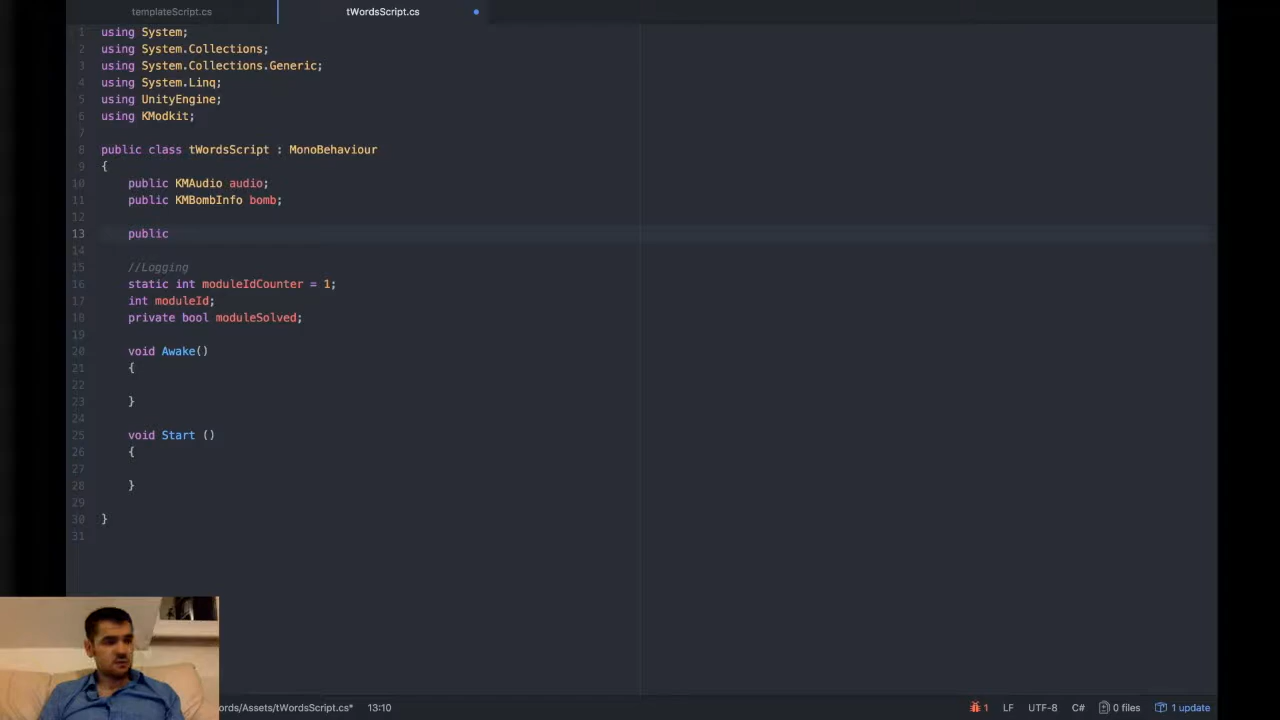 templateScript.cs
tWordsScript.cs
1 using System;
2 using System.Collections;
3 using System.Collections.Generic;
4 using System.Linq;
5 using UnityEngine;
6 using KModkit;
7
8 public class tWordsScript : MonoBehaviour
9 {
10 public KMAudio audio;
11 public KMBombInfo bomb;
12
13 public
14
15 //Logging
16 static int moduleIdCounter = 1;
17 int moduleId;
18 private bool moduleSolved;
19
20 void Awake()
21 {
22
23 }
24
25 void Start ()
26 {
27
28 }
29
30 }
31
ords/Assets/tWordsScript.cs* 13:10 1 LF UTF-8 C# 0 files 1 update